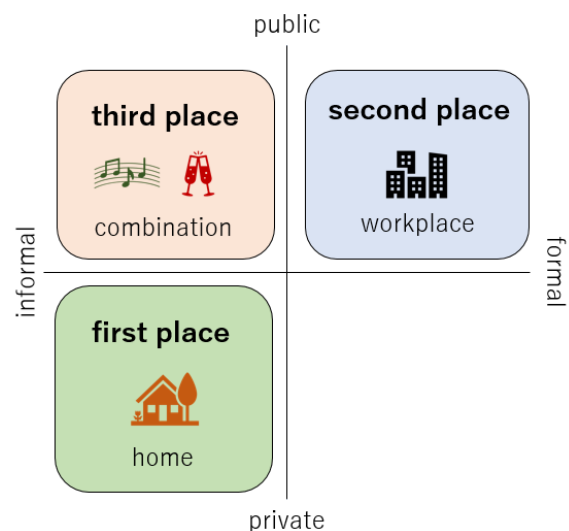 public
third place
combination
second place
workplace
informal
formal
first place
home
private